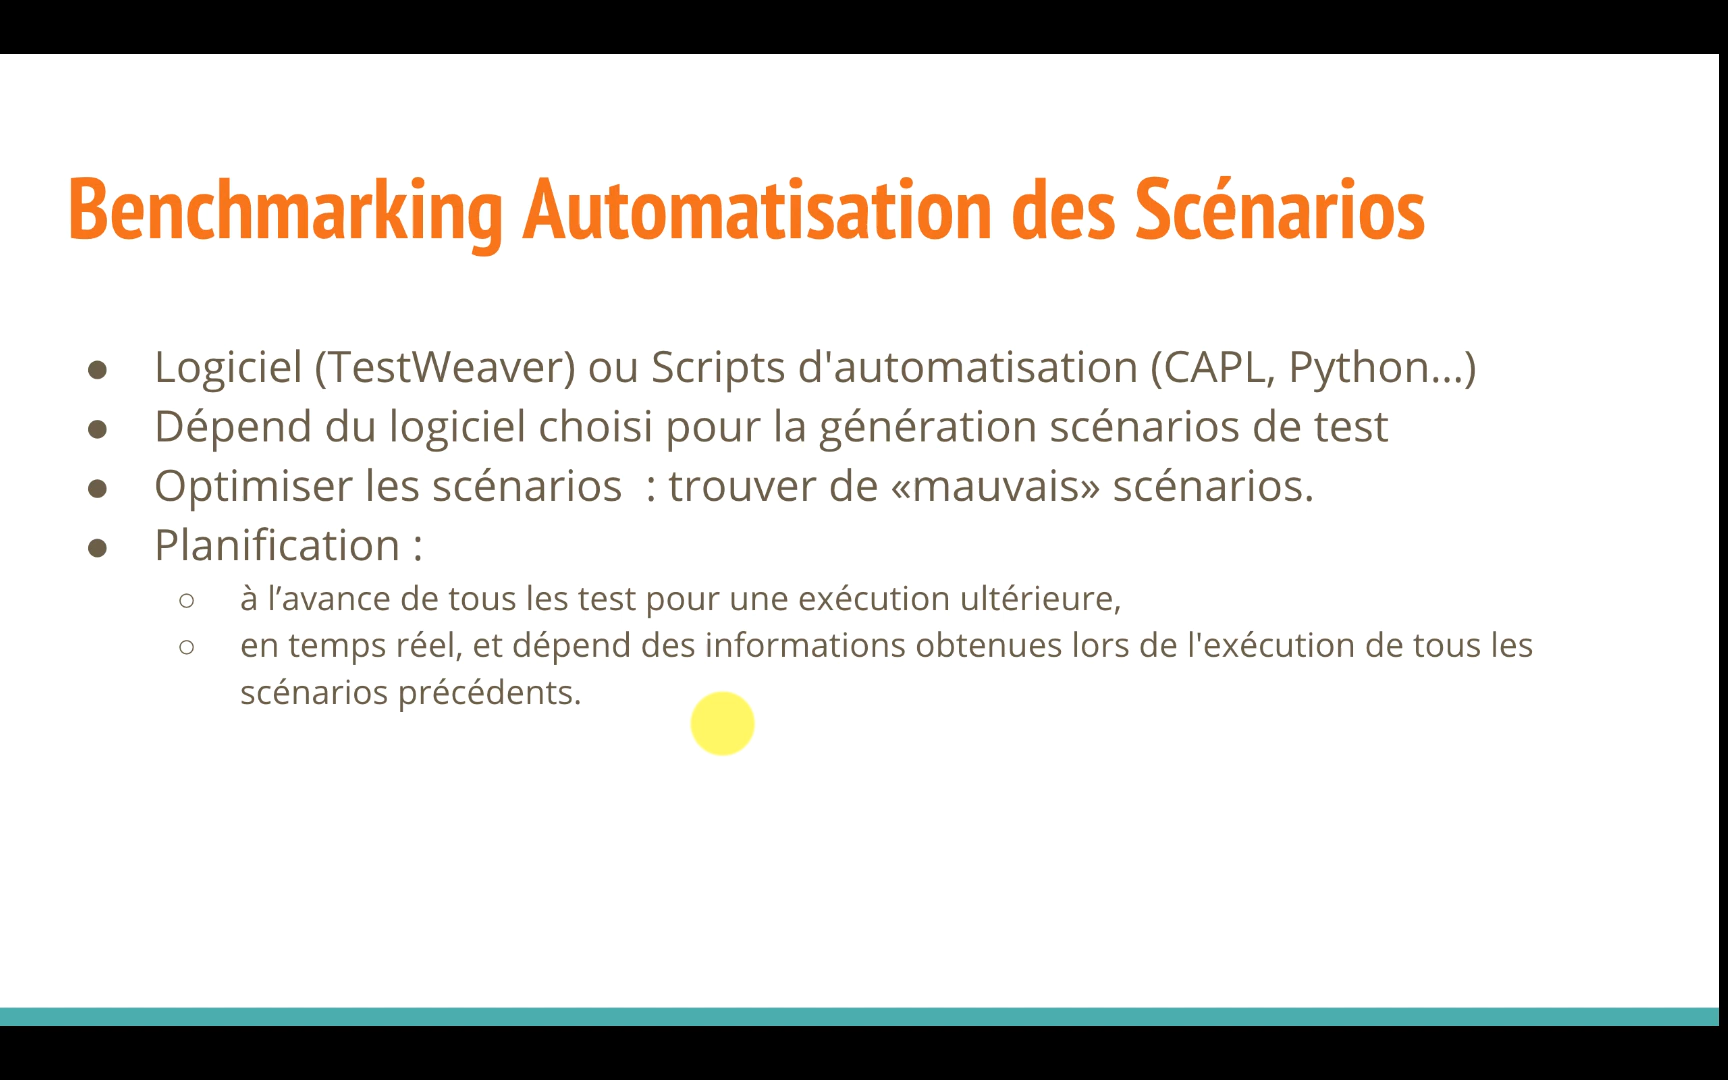 Benchmarking Automatisation des Scénarios
● Logiciel (TestWeaver) ou Scripts d'automatisation (CAPL, Python...)
● Dépend du logiciel choisi pour la génération scénarios de test
● Optimiser les scénarios  : trouver de «mauvais» scénarios.
● Planification :
○ à l’avance de tous les test pour une exécution ultérieure,
○ en temps réel, et dépend des informations obtenues lors de l'exécution de tous les
scénarios précédents.